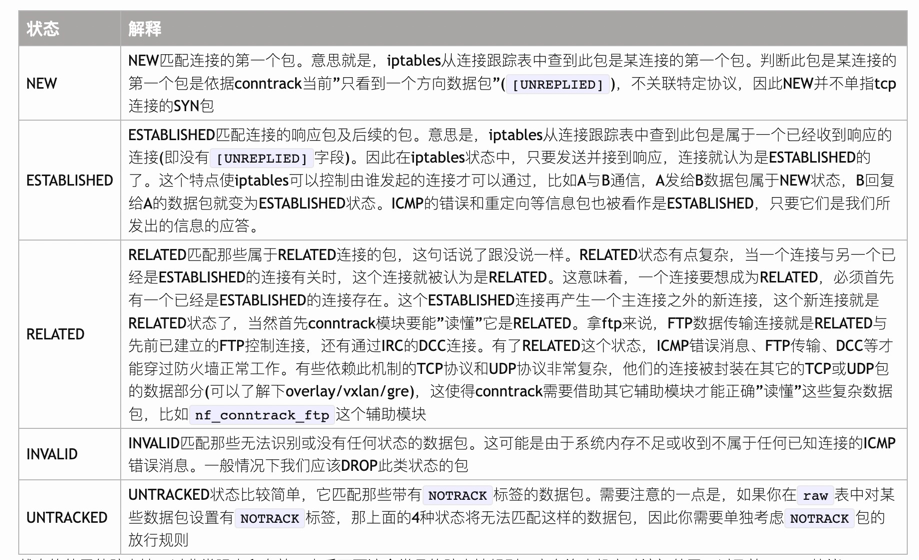 状态 解释
NEW匹配连接的第一个包。意思就是，iptables从连接跟踪表中查到此包是某连接的第一个包。判断此包是某连接的
第一个包是依据conntrack当前”只看到一个方向数据包”([UNREPLIED])，不关联特定协议，因此NEW并不单指tcp
连接的SYN包
NEW
ESTABLISHED匹配连接的响应包及后续的包。意思是，iptables从连接跟踪表中查到此包是属于一个已经收到响应的
连接(即没有[UNREPLIED]字段)。因此在iptables状态中，只要发送并接到响应，连接就认为是ESTABLISHED的
了。这个特点使iptables可以控制由谁发起的连接才可以通过，比如A与B通信，A发给B数据包属于NEW状态，B回复
给A的数据包就变为ESTABLISHED状态。ICMP的错误和重定向等信息包也被看作是ESTABLISHED，只要它们是我们所
发出的信息的应答。
ESTABLISHED
RELATED匹配那些属于RELATED连接的包，这句话说了跟没说一样。RELATED状态有点复杂，当一个连接与另一个已
经是ESTABLISHED的连接有关时，这个连接就被认为是RELATED。这意味着，一个连接要想成为RELATED，必须首先
有一个已经是ESTABLISHED的连接存在。这个ESTABLISHED连接再产生一个主连接之外的新连接，这个新连接就是
RELATED状态了，当然首先conntrack模块要能”读懂”它是RELATED。拿ftp来说，FTP数据传输连接就是RELATED与
先前已建立的FTP控制连接，还有通过IRC的DCC连接。有了RELATED这个状态，ICMP错误消息、FTP传输、DCC等才
能穿过防火墙正常工作。有些依赖此机制的TCP协议和UDP协议非常复杂，他们的连接被封装在其它的TCP或UDP包
的数据部分(可以了解下overlay/vxlan/gre)，这使得conntrack需要借助其它辅助模块才能正确”读懂”这些复杂数据
包，比如nf_conntrack_ftp这个辅助模块
RELATED
INVALID匹配那些无法识别或没有任何状态的数据包。这可能是由于系统内存不足或收到不属于任何已知连接的ICMP
错误消息。一般情况下我们应该DROP此类状态的包
INVALID
UNTRACKED状态比较简单，它匹配那些带有NOTRACK标签的数据包。需要注意的一点是，如果你在raw表中对某
些数据包设置有NOTRACK标签，那上面的4种状态将无法匹配这样的数据包，因此你需要单独考虑NOTRACK包的
放行规则
UNTRACKED